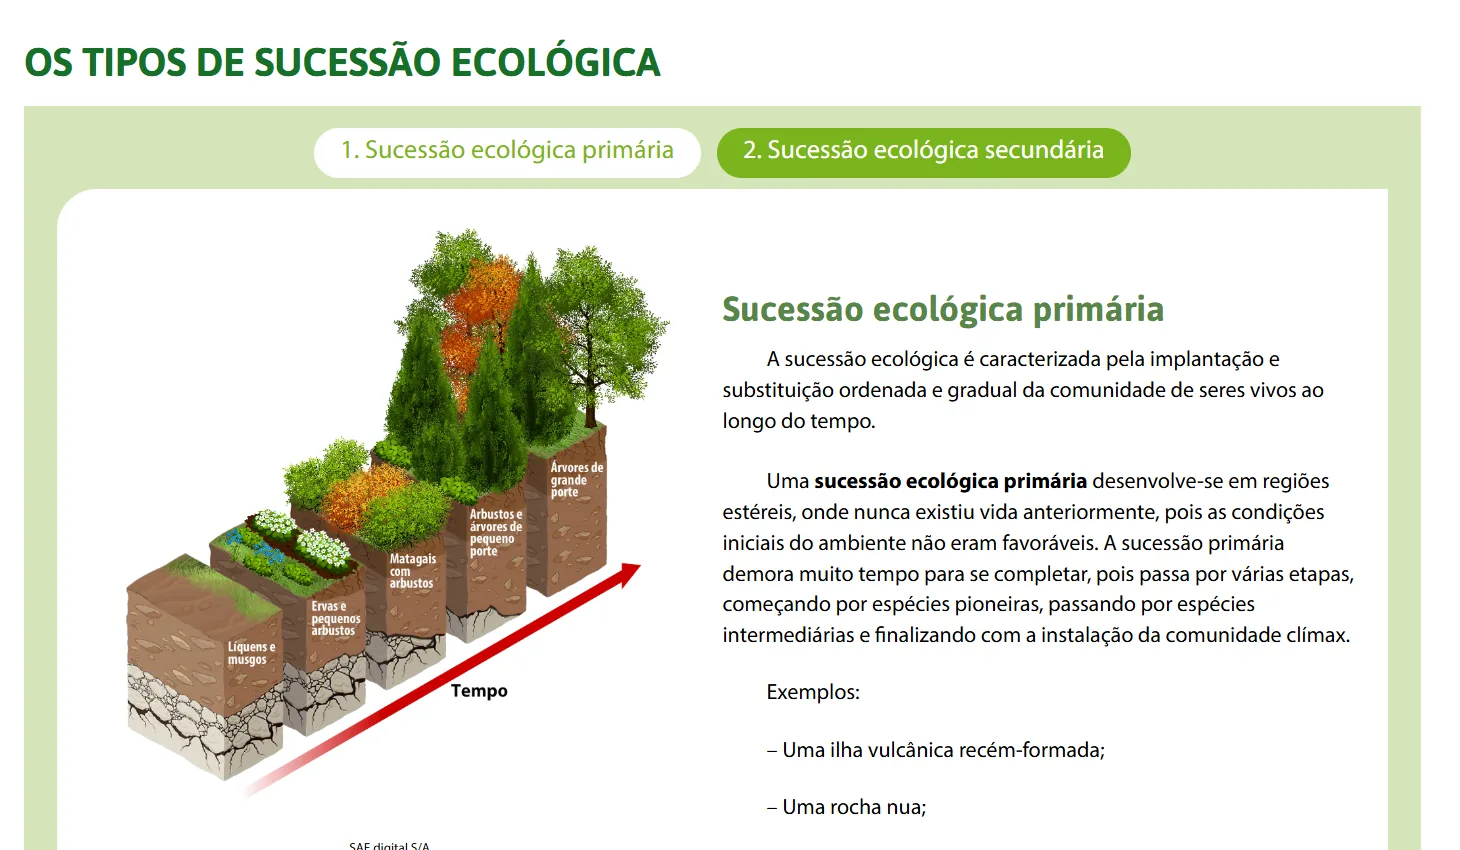 OS TIPOS DE SUCESSÃO ECOLÓGICA
1. Sucessão ecológica primária
2. Sucessão ecológica secundária
Líquens e
musgos
Ervas e
pequenos
arbustos
Matagais
com
arbustos
Arbustos e
árvores de
pequeno
porte
Árvores de
grande
porte
Tempo
SAE digital S/A
Sucessão ecológica primária
A sucessão ecológica é caracterizada pela implantação e
substituição ordenada e gradual da comunidade de seres vivos ao
longo do tempo.
Uma sucessão ecológica primária desenvolve-se em regiões
estéreis, onde nunca existiu vida anteriormente, pois as condições
iniciais do ambiente não eram favoráveis. A sucessão primária
demora muito tempo para se completar, pois passa por várias etapas,
começando por espécies pioneiras, passando por espécies
intermediárias e finalizando com a instalação da comunidade clímax.
Exemplos:
– Uma ilha vulcânica recém-formada;
– Uma rocha nua;